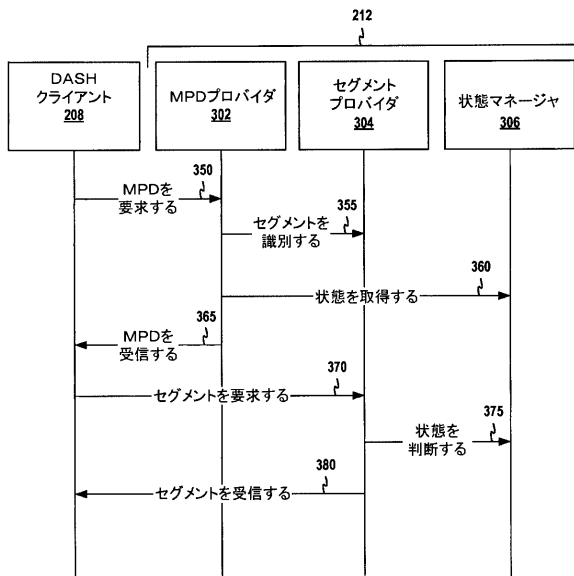 212
DASH
クライアント
208
MPDプロバイダ
302
セグメント
プロバイダ
304
状態マネージャ
306
350
MPDを
要求する
355
セグメントを
識別する
360
状態を取得する
365
MPDを
受信する
370
セグメントを要求する
375
状態を
判断する
380
セグメントを受信する